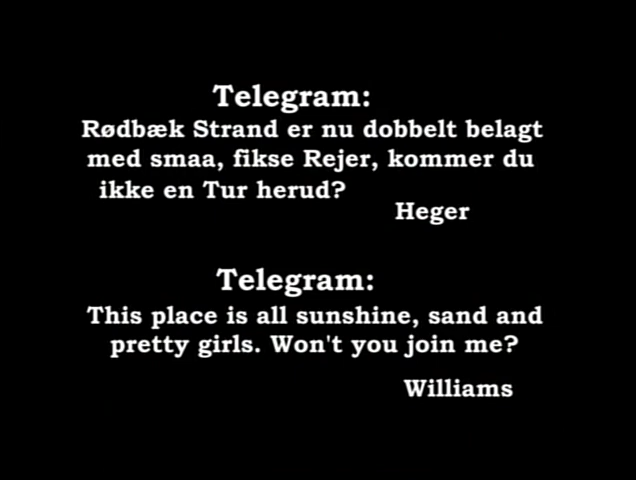 Telegram:
Rødbæk Strand er nu dobbelt belagt
med smaa, fikse Rejer, kommer du
ikke en Tur herud?
Heger
Telegram:
This place is all sunshine, sand and
pretty girls. Won't you join me?
Williams